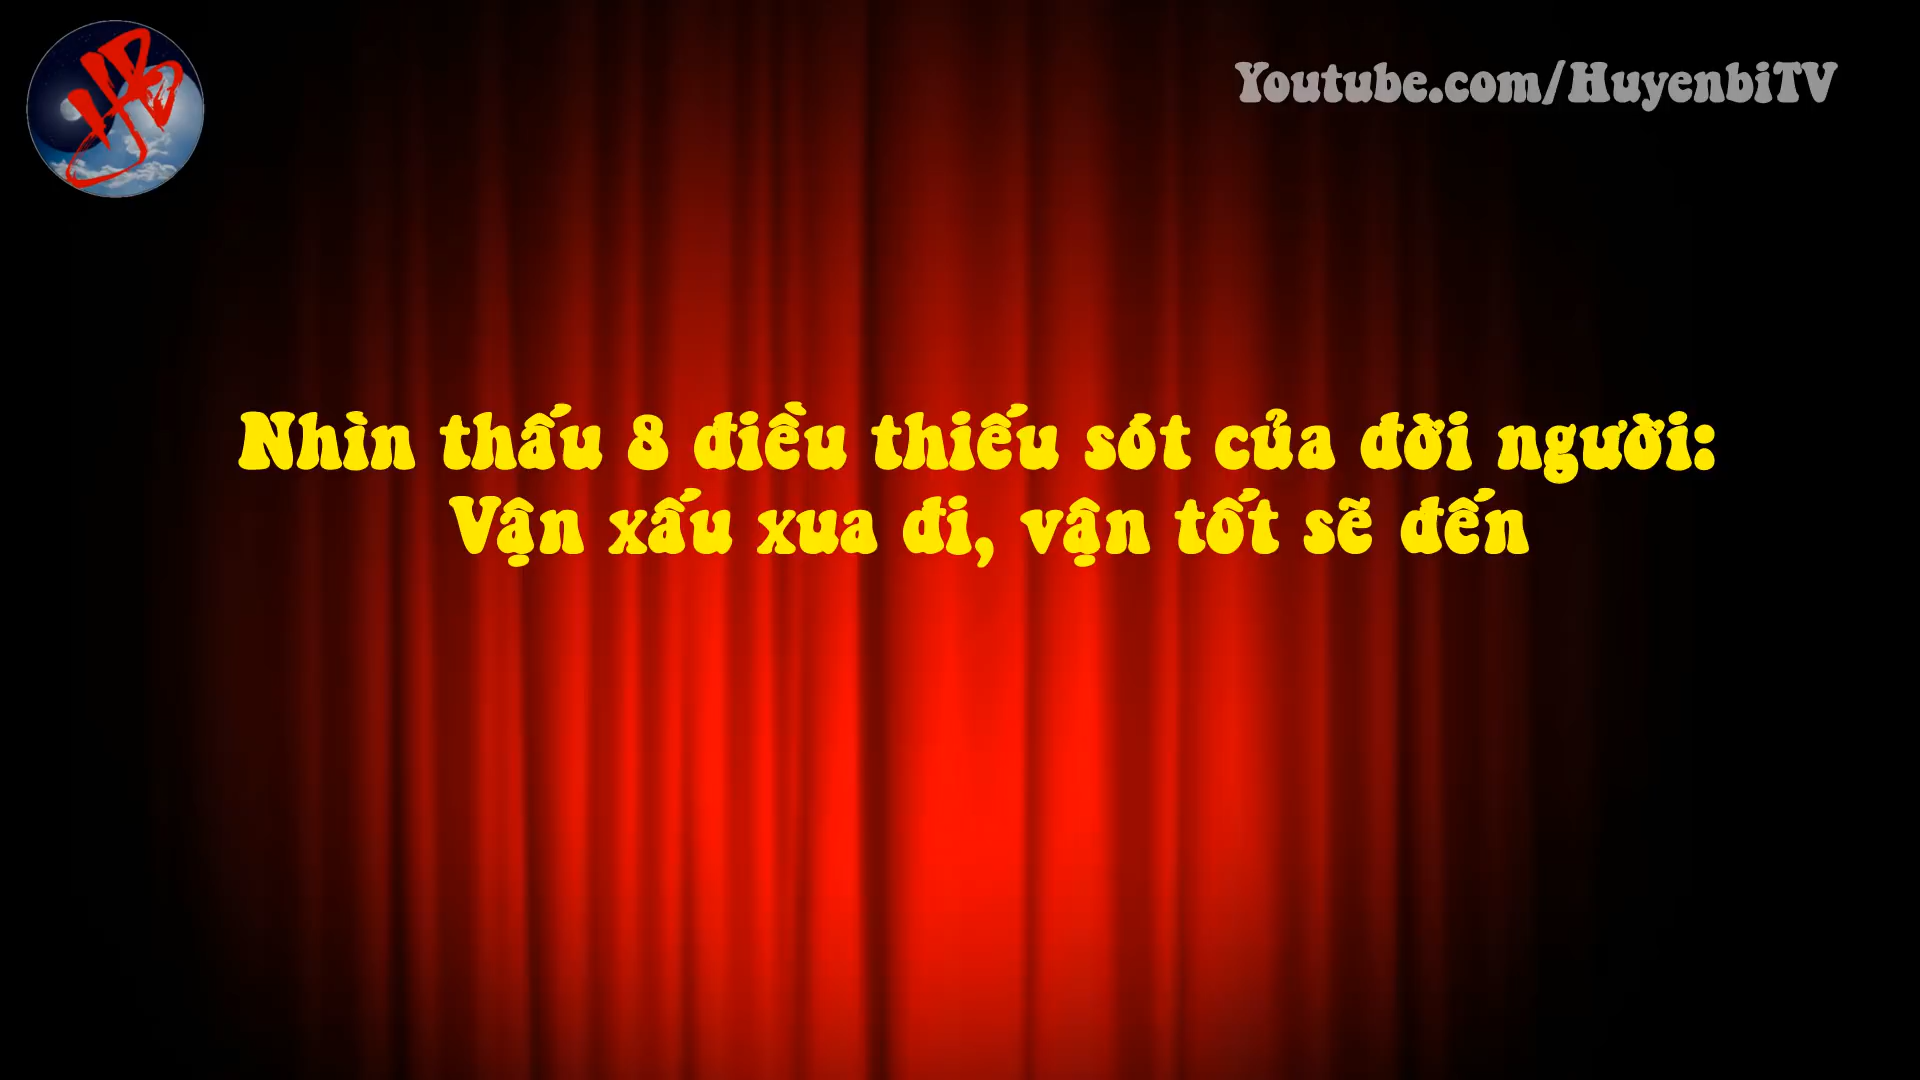 Youtube.com/HuyenbiTV
Nhìn thấu 8 điều thiếu sót của đời người:
Vận xấu xua đi, vận tốt sẽ đến